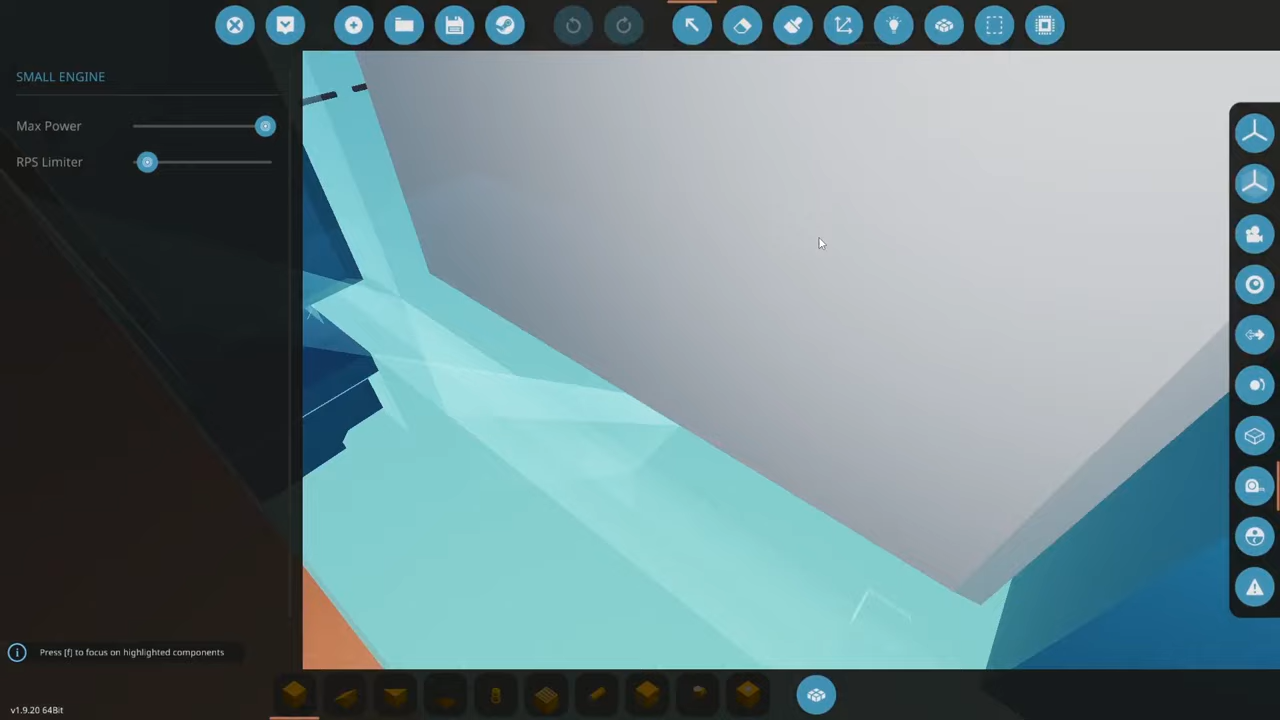 SMALL ENGINE
Max Power
RPS Limiter
Press [f] to focus on highlighted components
v1.9.20 64Bit